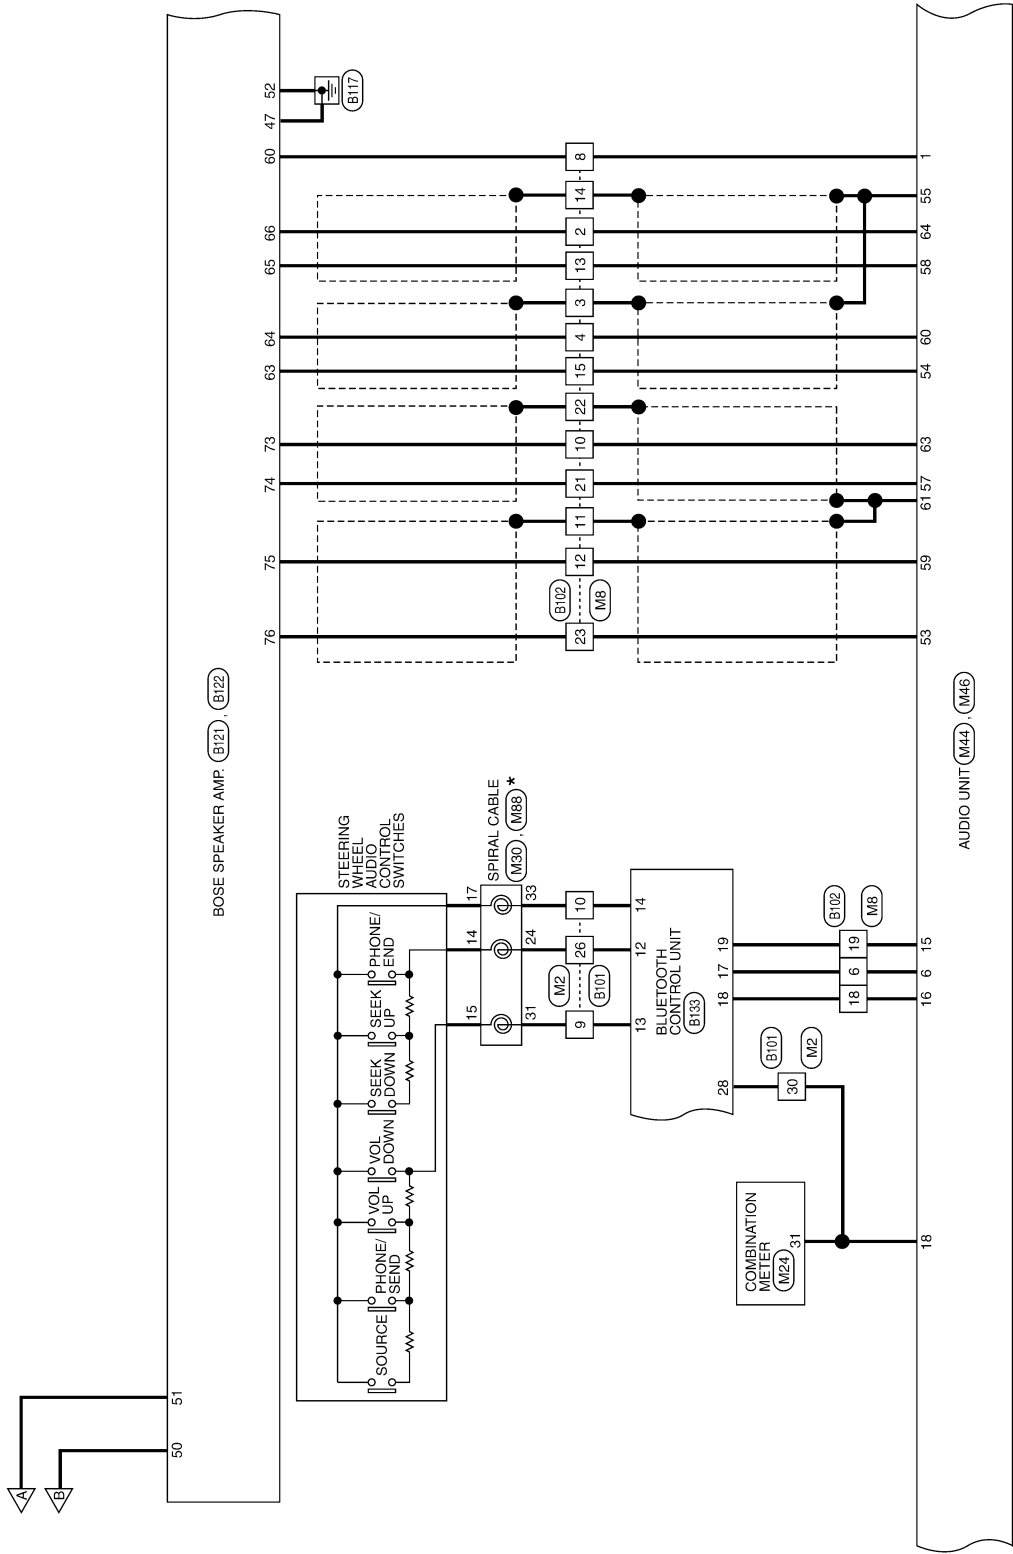 A
B
50 51
BOSE SPEAKER AMP. B121 , B122
76 75 74 73 63 64 65 66 60 47 52
B117
STEERING
WHEEL
AUDIO
CONTROL
SWITCHES
SOURCE
PHONE/
SEND
VOL
UP
VOL
DOWN
SEEK
DOWN
SEEK
UP
PHONE/
END
15 14 17
SPIRAL CABLE
M30 , M88 *
31 24 33
M2
9 26 10
B101
B102
23 12 11 21 10 22 15 4 3 13 2 14 8
M8
13 12 14
BLUETOOTH
CONTROL UNIT
B133
28 18 17 19
COMBINATION
METER
M24
31
B101
30
M2
B102
18 6 19
M8
18 16 6 15 53 59 61 57 63 54 60 58 64 55 1
AUDIO UNIT M44 , M46